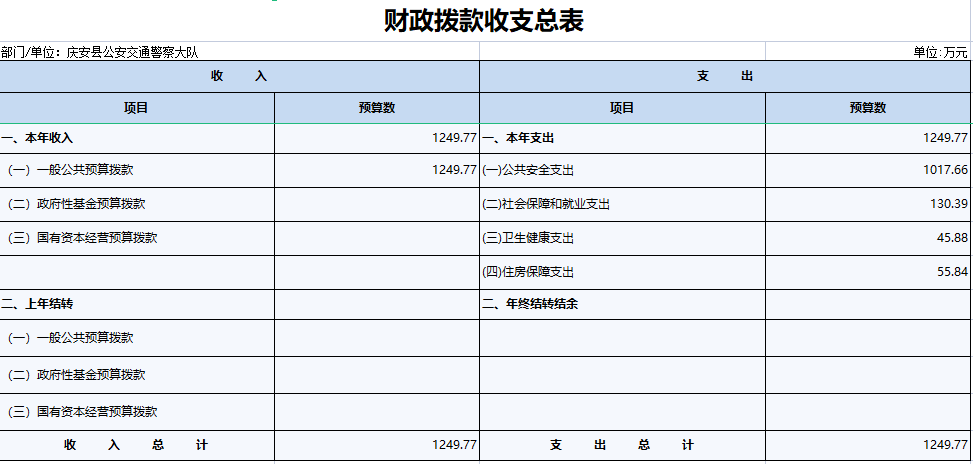 财政拨款收支总表
部门/单位：庆安县公安交通警察大队 单位:万元
收 入 支 出
项目 预算数 项目 预算数
一、本年收入 1249.77 一、本年支出 1249.77
（一）一般公共预算拨款 1249.77 (一)公共安全支出 1017.66
（二）政府性基金预算拨款 (二)社会保障和就业支出 130.39
（三）国有资本经营预算拨款 (三)卫生健康支出 45.88
(四)住房保障支出 55.84
二、上年结转 二、年终结转结余
（一）一般公共预算拨款
（二）政府性基金预算拨款
（三）国有资本经营预算拨款
收 入 总 计 1249.77 支 出 总 计 1249.77